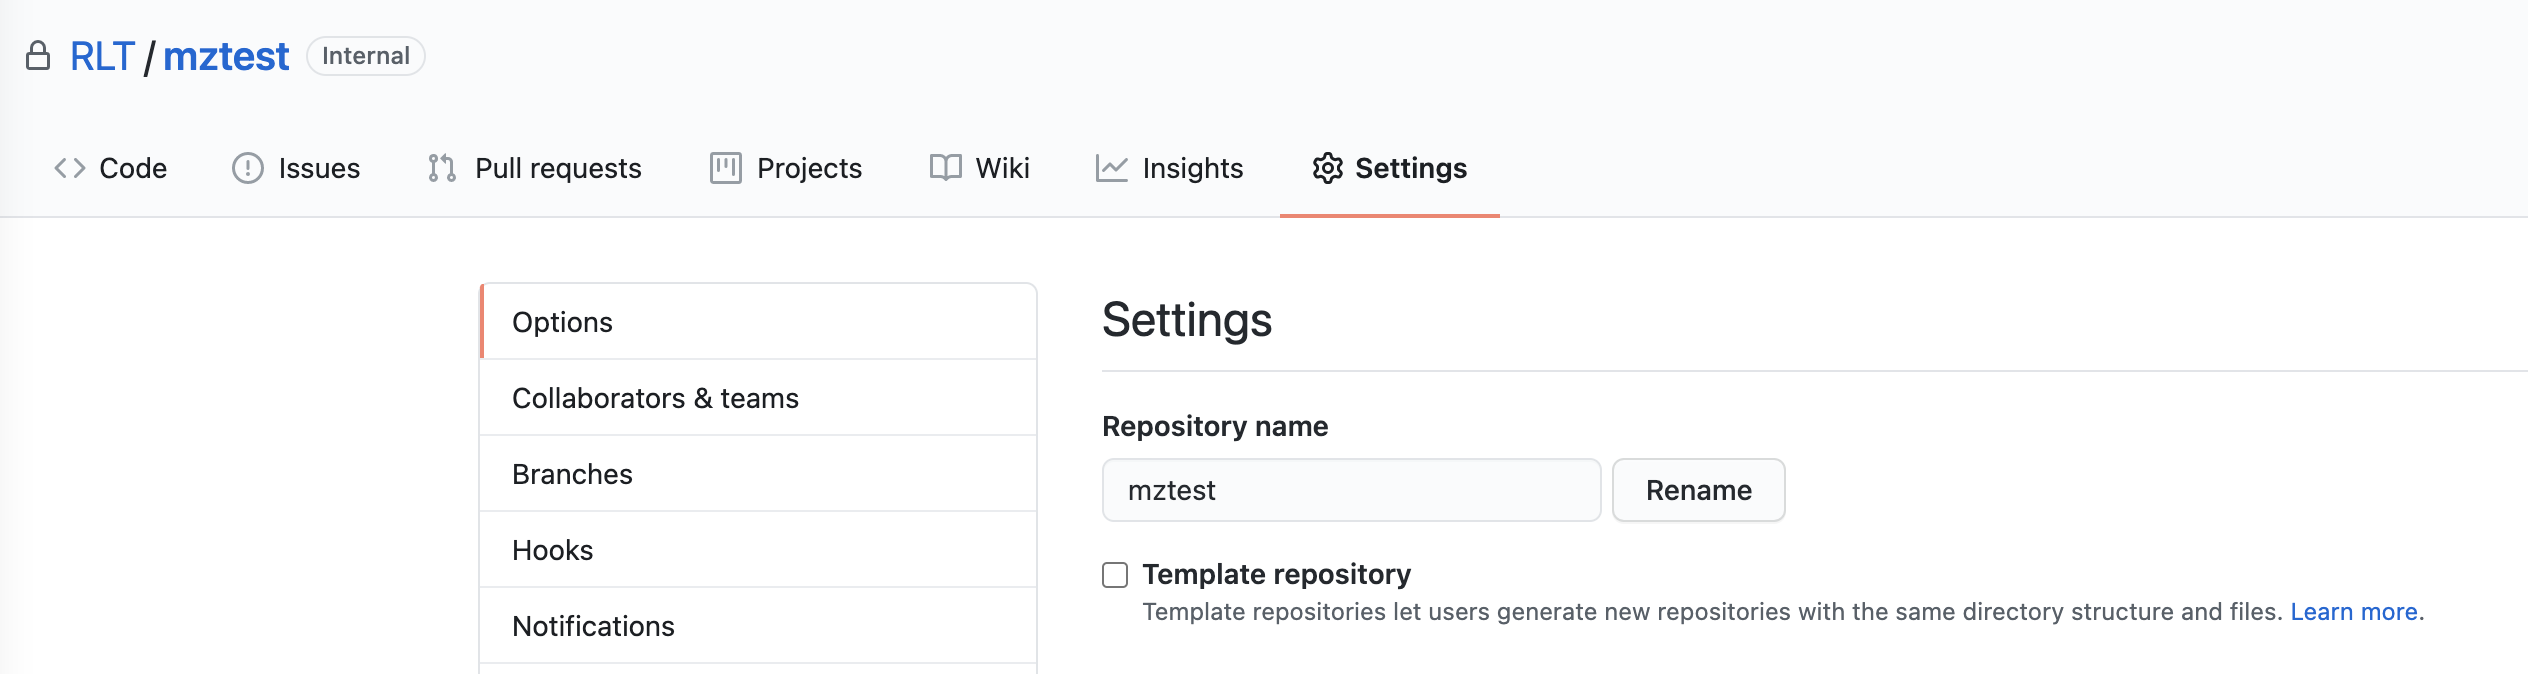 RLT / mztest Internal
Code Issues Pull requests Projects Wiki Insights Settings
Options
Collaborators & teams
Branches
Hooks
Notifications
Settings
Repository name
mztest Rename
Template repository
Template repositories let users generate new repositories with the same directory structure and files. Learn more.